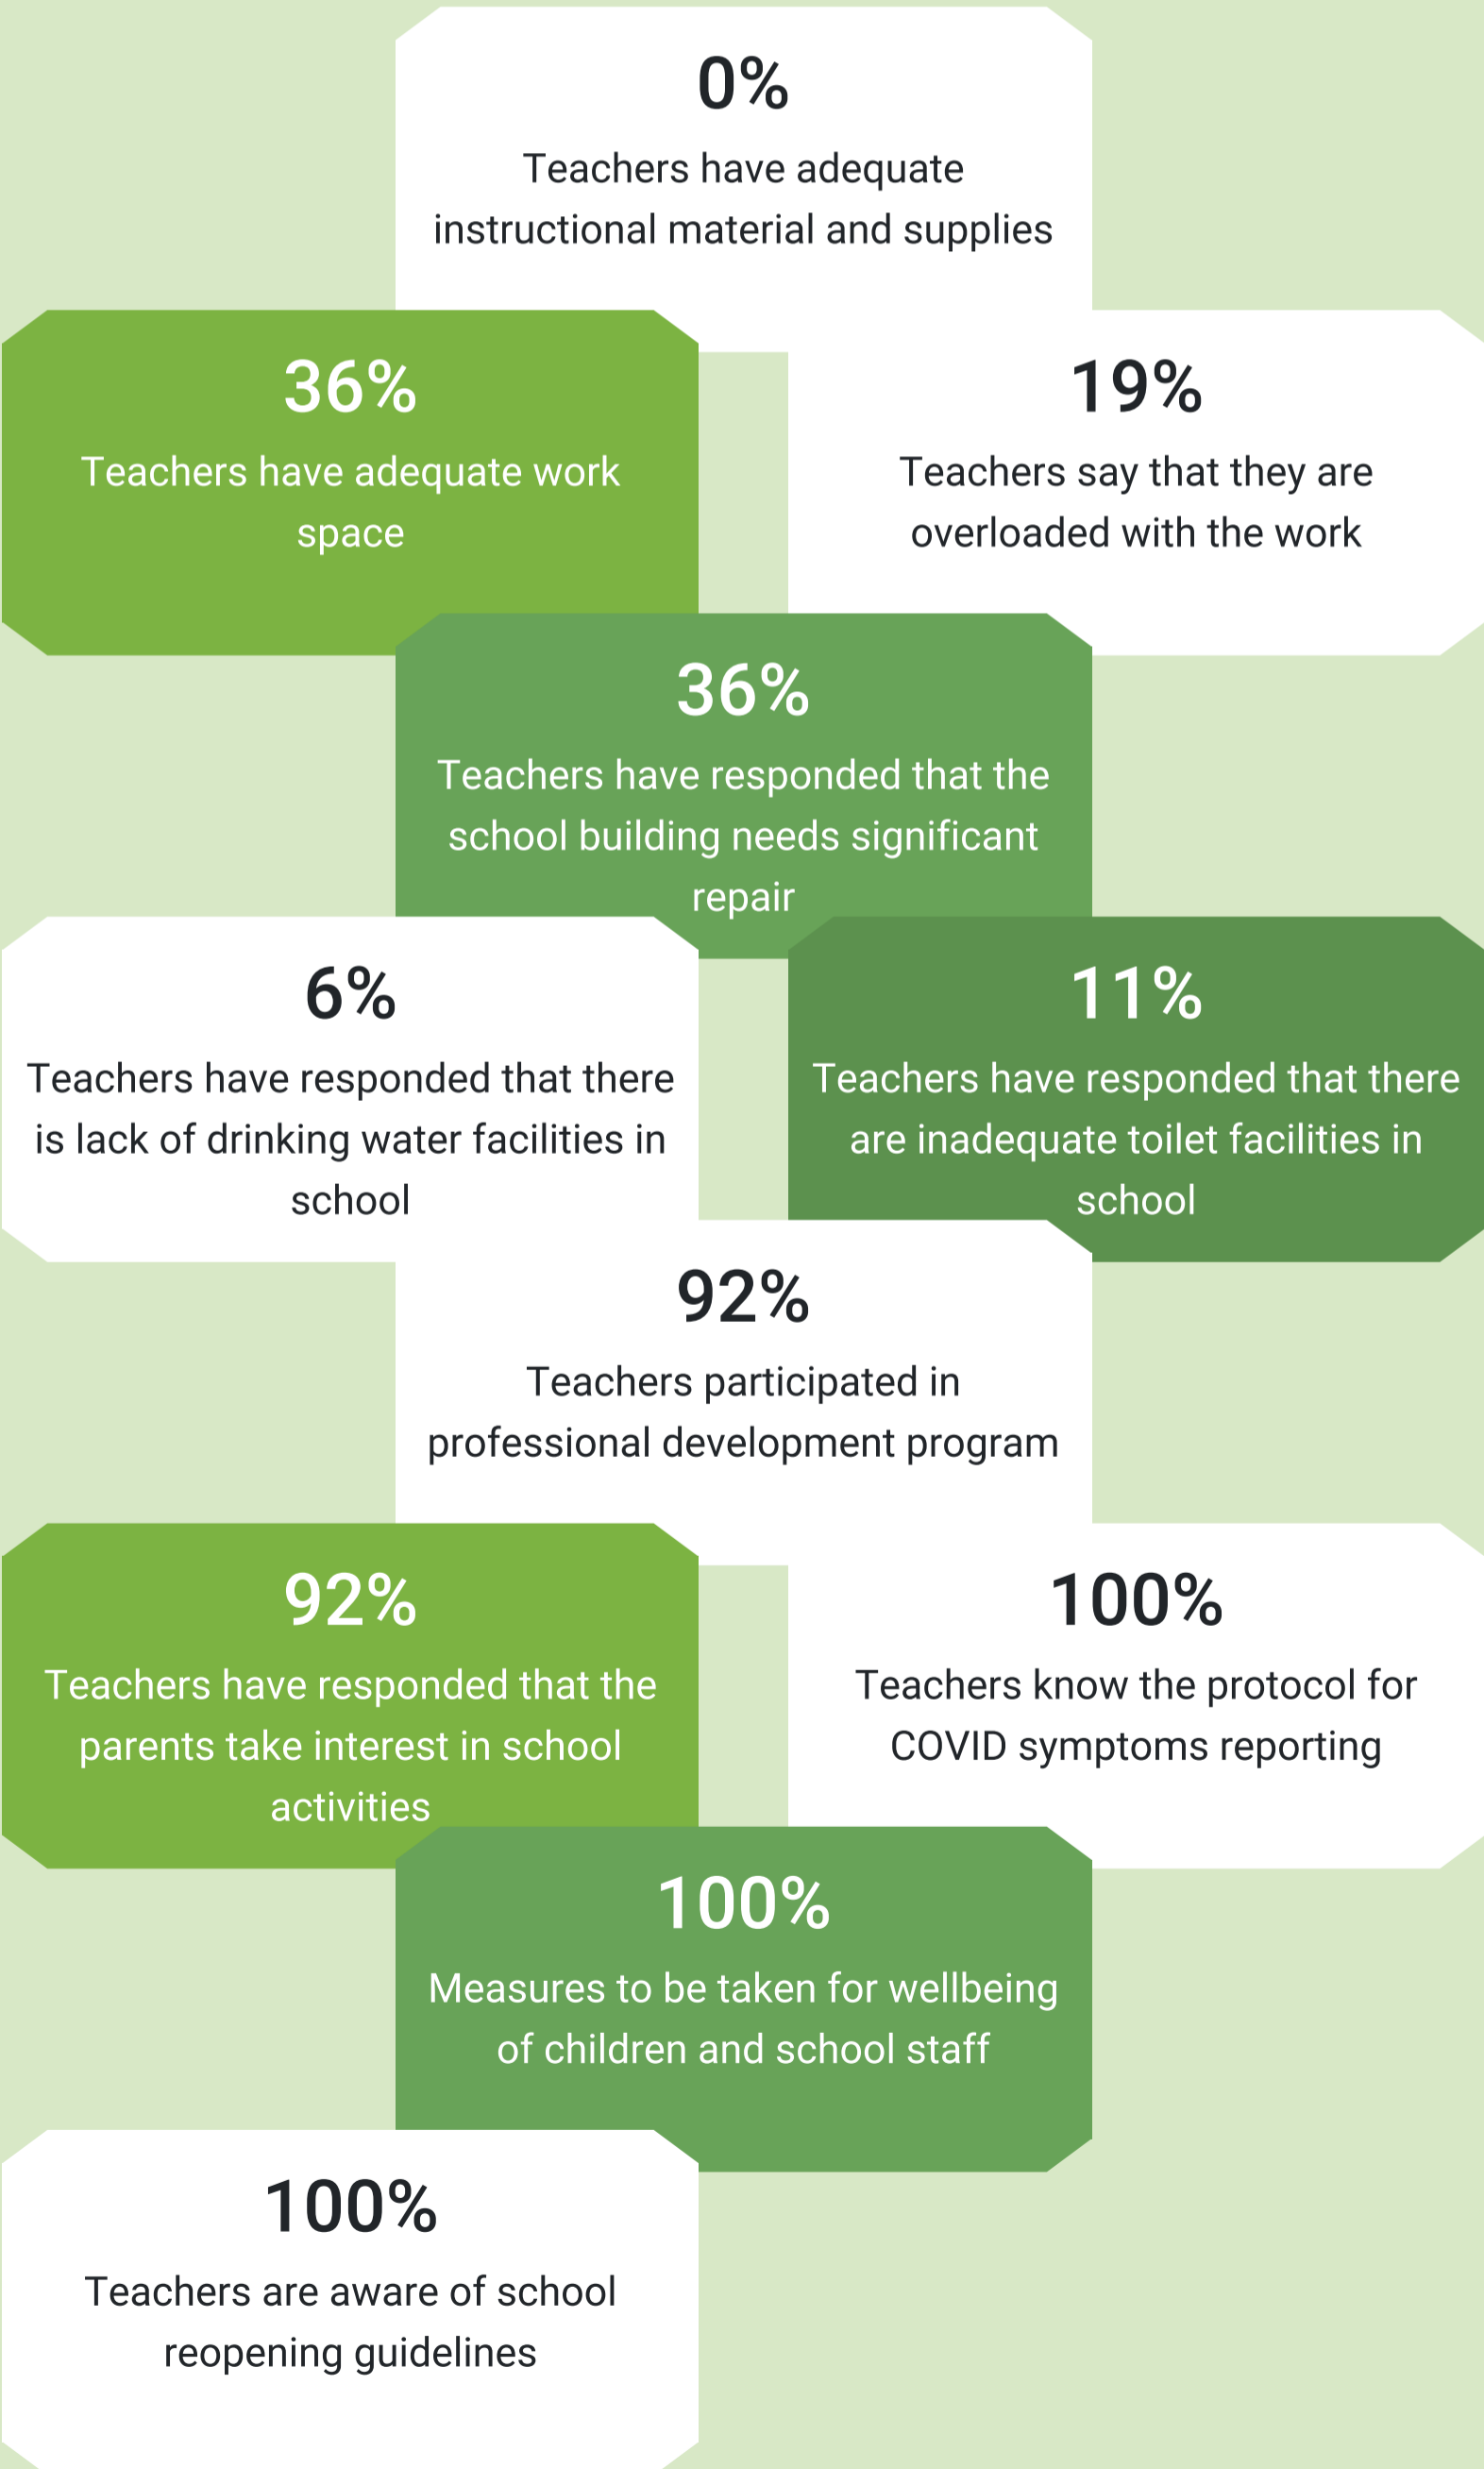 0%
Teachers have adequate
instructional material and supplies
36%
Teachers have adequate work
space
19%
Teachers say that they are
overloaded with the work
36%
Teachers have responded that the
school building needs significant
repair
6%
Teachers have responded that there
is lack of drinking water facilities in
school
11%
Teachers have responded that there
are inadequate toilet facilities in
school
92%
Teachers participated in
professional development program
92%
Teachers have responded that the
parents take interest in school
activities
100%
Teachers know the protocol for
COVID symptoms reporting
100%
Measures to be taken for wellbeing
of children and school staff
100%
Teachers are aware of school
reopening guidelines